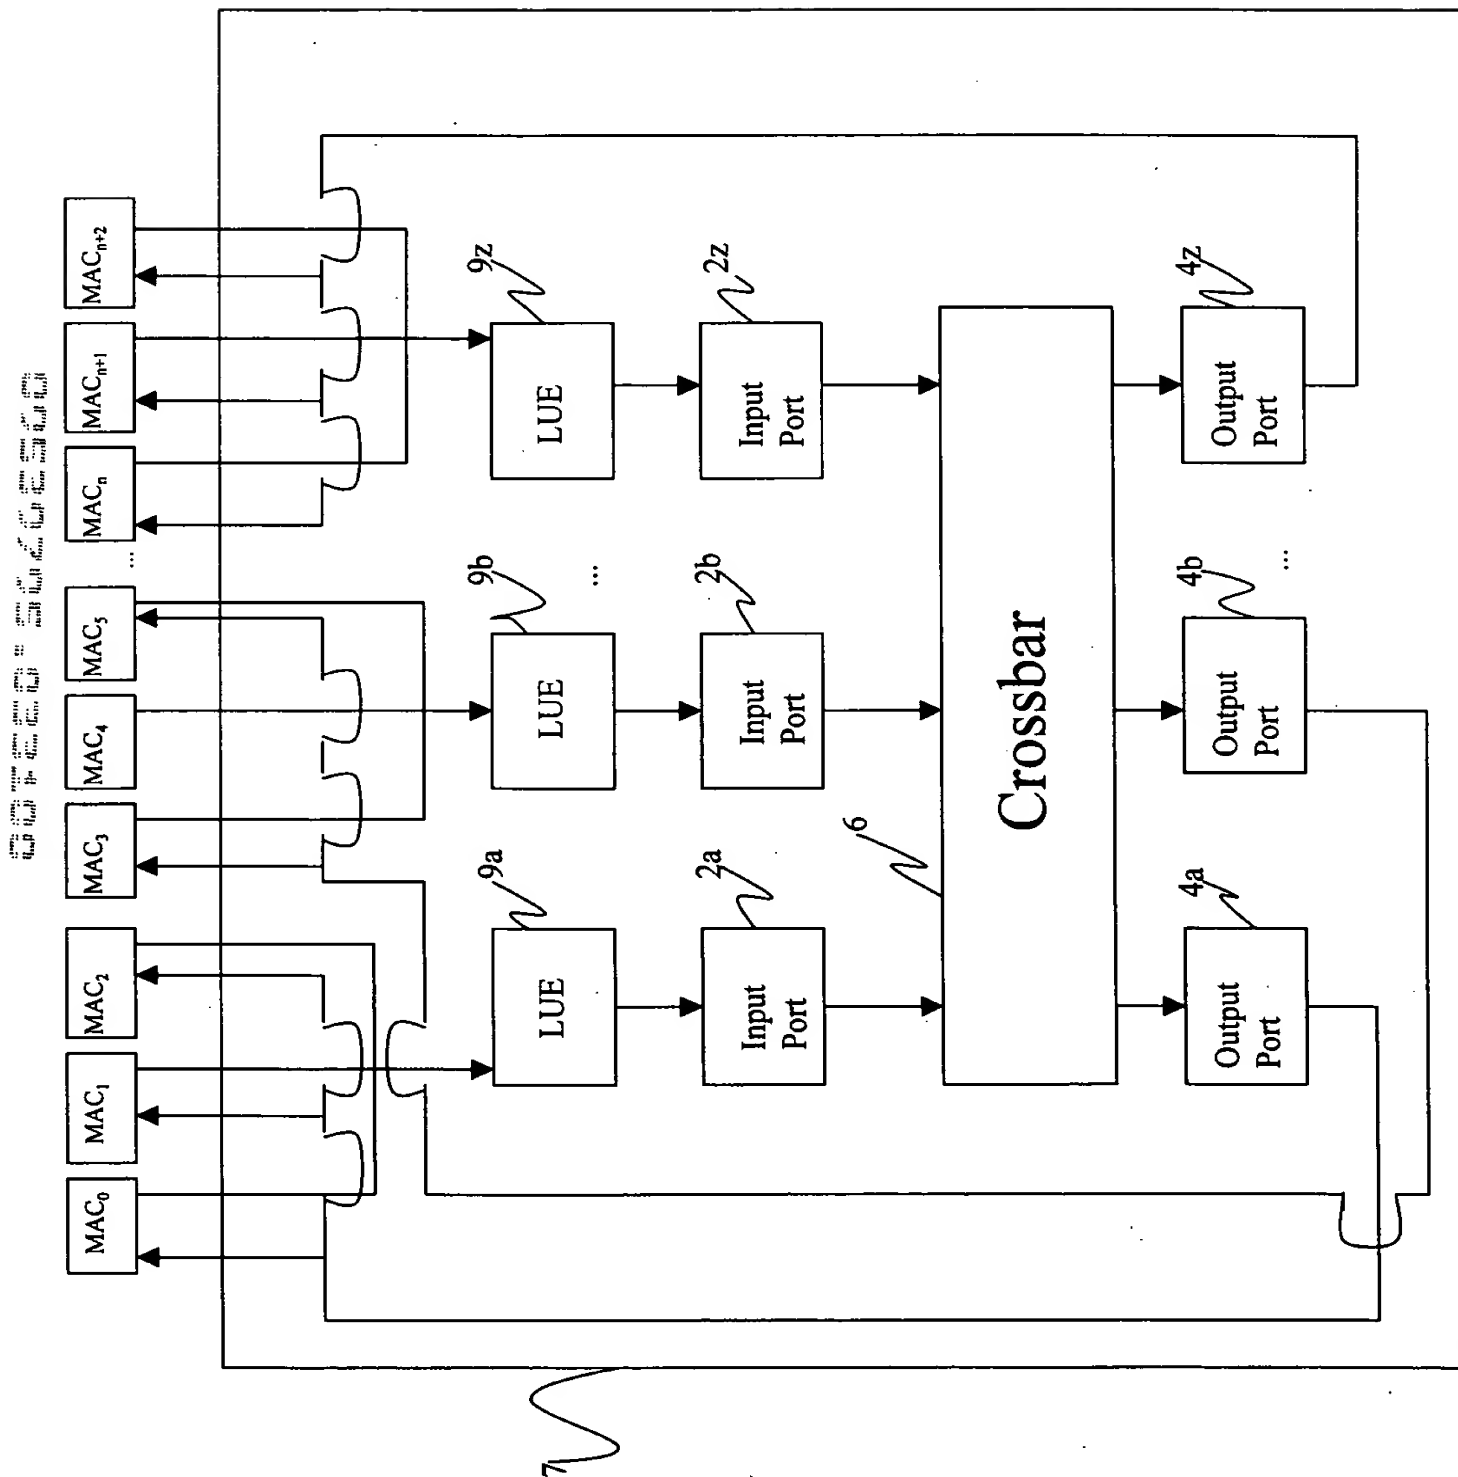 MAC₀
MAC₁
MAC₂
MAC₃
MAC₄
MAC₅
...
MACₙ
MACₙ₊₁
MACₙ₊₂
9a
9b
9z
LUE
LUE
...
LUE
2a
2b
2z
Input
Port
Input
Port
Input
Port
6
Crossbar
4a
4b
4z
Output
Port
Output
Port
...
Output
Port
7